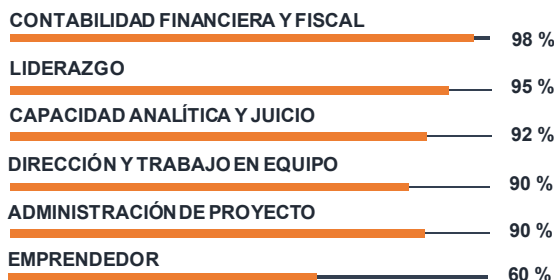 CONTABILIDAD FINANCIERA Y FISCAL
98 %
LIDERAZGO
95 %
CAPACIDAD ANALÍTICA Y JUICIO
92 %
DIRECCIÓN Y TRABAJO EN EQUIPO
90 %
ADMINISTRACIÓN DE PROYECTO
90 %
EMPRENDEDOR
60 %